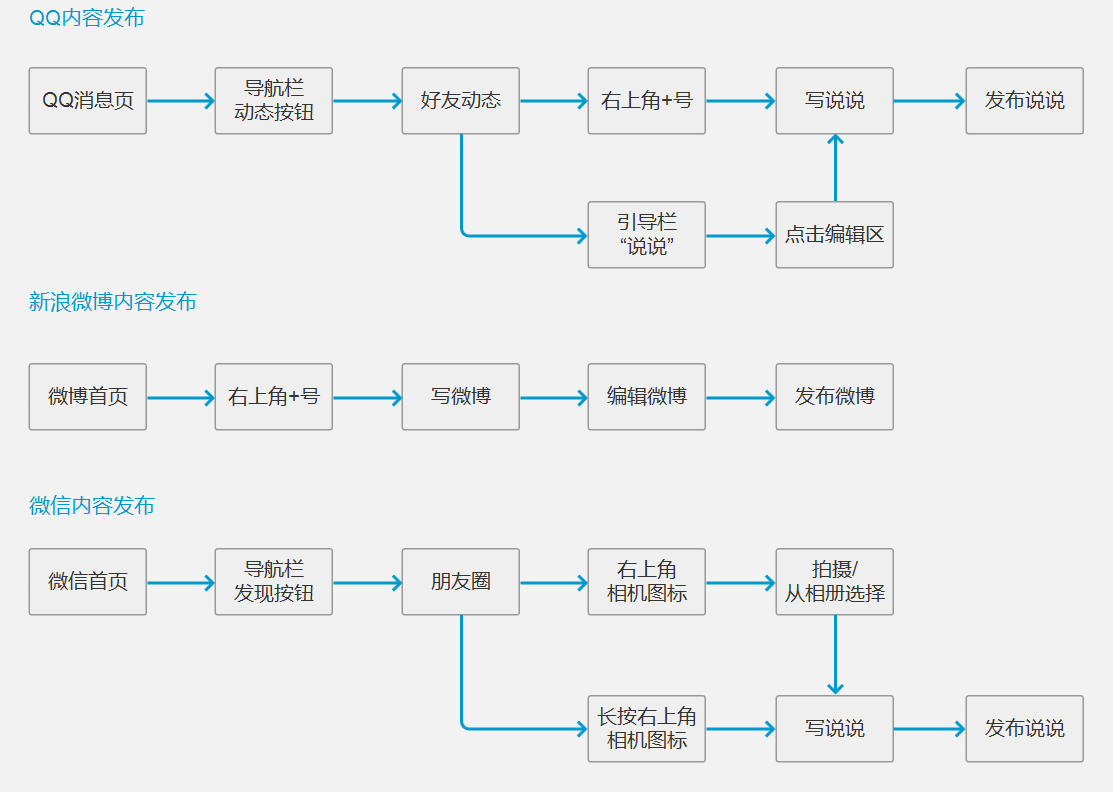 QQ内容发布
QQ消息页
导航栏
动态按钮
好友动态
右上角+号
写说说
发布说说
引导栏
“说说”
点击编辑区
新浪微博内容发布
微博首页
右上角+号
写微博
编辑微博
发布微博
微信内容发布
微信首页
导航栏
发现按钮
朋友圈
右上角
相机图标
拍摄/
从相册选择
长按右上角
相机图标
写说说
发布说说